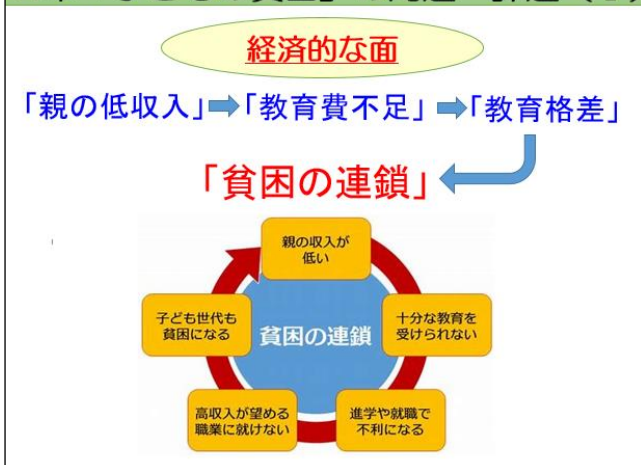 経済的な面
「親の低収入」➡「教育費不足」➡「教育格差」
「貧困の連鎖」
親の収入が
低い
十分な教育を
受けられない
進学や就職で
不利になる
高収入が望める
職業に就けない
子ども世代も
貧困になる
貧困の連鎖